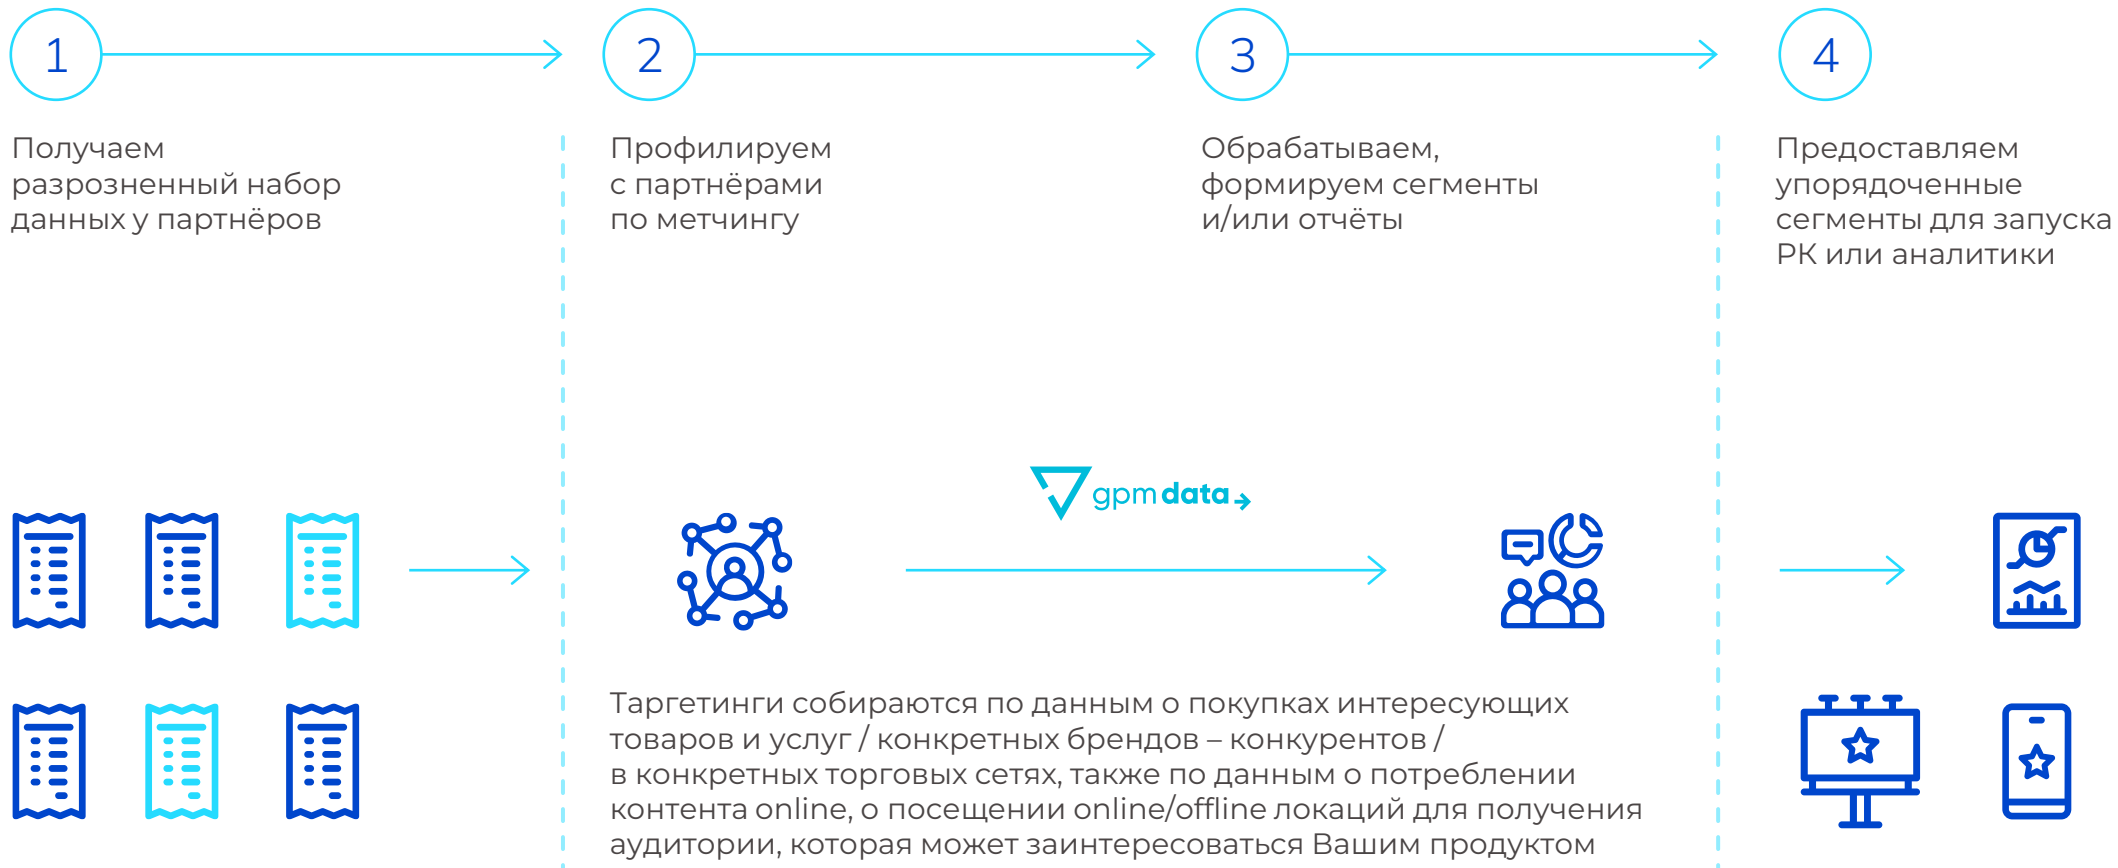 1
Получаем
разрозненный набор
данных у партнёров
2
Профилируем
с партнёрами
по метчингу
3
Обрабатываем,
формируем сегменты
и/или отчёты
4
Предоставляем
упорядоченные
сегменты для запуска
РК или аналитики
gpm data
Таргетинги собираются по данным о покупках интересующих
товаров и услуг / конкретных брендов – конкурентов /
в конкретных торговых сетях, также по данным о потреблении
контента online, о посещении online/offline локаций для получения
аудитории, которая может заинтересоваться Вашим продуктом